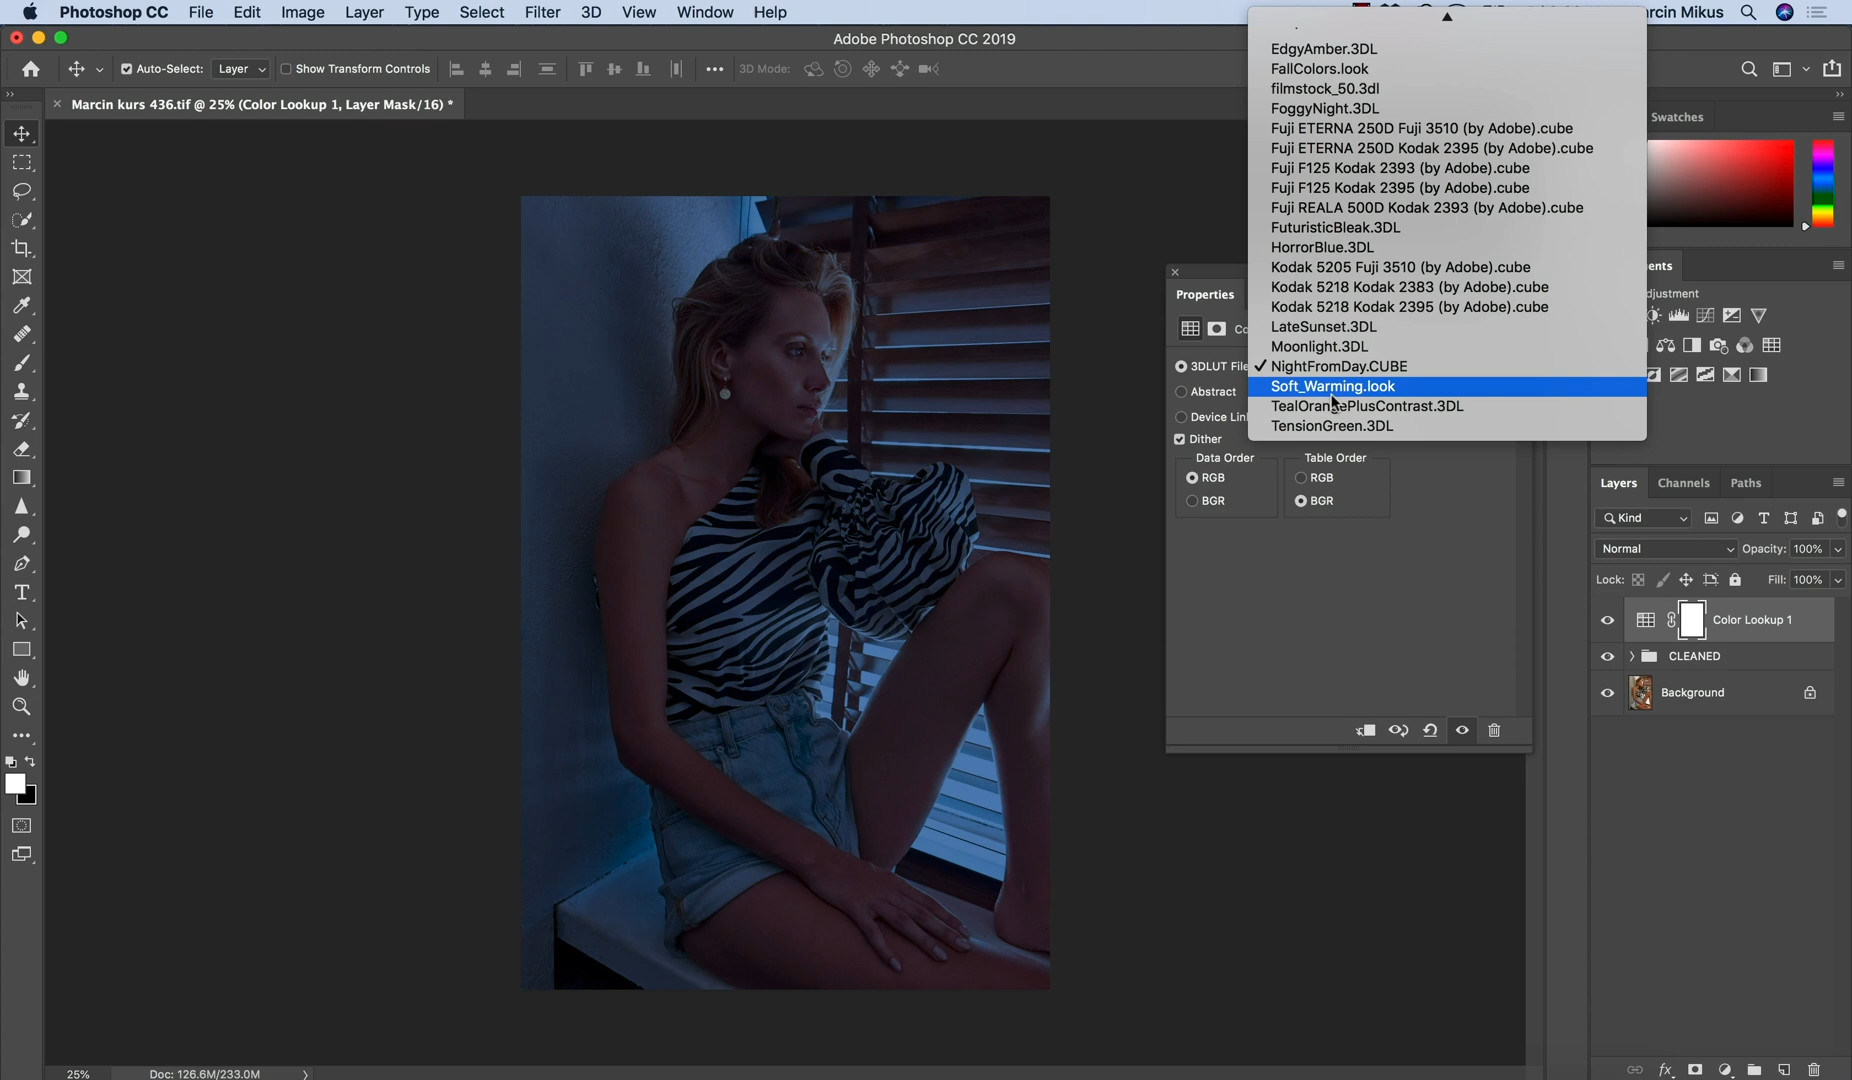 Photoshop CC File Edit Image Layer Type Select Filter 3D View Window Help
rcin Mikus
Adobe Photoshop CC 2019
Auto-Select: Layer Show Transform Controls 3D Mode:
Marcin kurs 436.tif @ 25% (Color Lookup 1, Layer Mask/16) *
EdgyAmber.3DL
FallColors.look
filmstock_50.3dl
FoggyNight.3DL
Fuji ETERNA 250D Fuji 3510 (by Adobe).cube
Fuji ETERNA 250D Kodak 2395 (by Adobe).cube
Fuji F125 Kodak 2393 (by Adobe).cube
Fuji F125 Kodak 2395 (by Adobe).cube
Fuji REALA 500D Kodak 2393 (by Adobe).cube
FuturisticBleak.3DL
HorrorBlue.3DL
Kodak 5205 Fuji 3510 (by Adobe).cube
Kodak 5218 Kodak 2383 (by Adobe).cube
Kodak 5218 Kodak 2395 (by Adobe).cube
LateSunset.3DL
Moonlight.3DL
NightFromDay.CUBE
Soft_Warming.look
TealOrangePlusContrast.3DL
TensionGreen.3DL
Properties
Co
3DLUT File
Abstract
Device Lin
Dither
Data Order Table Order
RGB RGB
BGR BGR
Swatches
ents
djustment
Layers Channels Paths
Kind
Normal Opacity: 100%
Lock: Fill: 100%
Color Lookup 1
CLEANED
Background
fx
25% Doc: 126.6M/233.0M